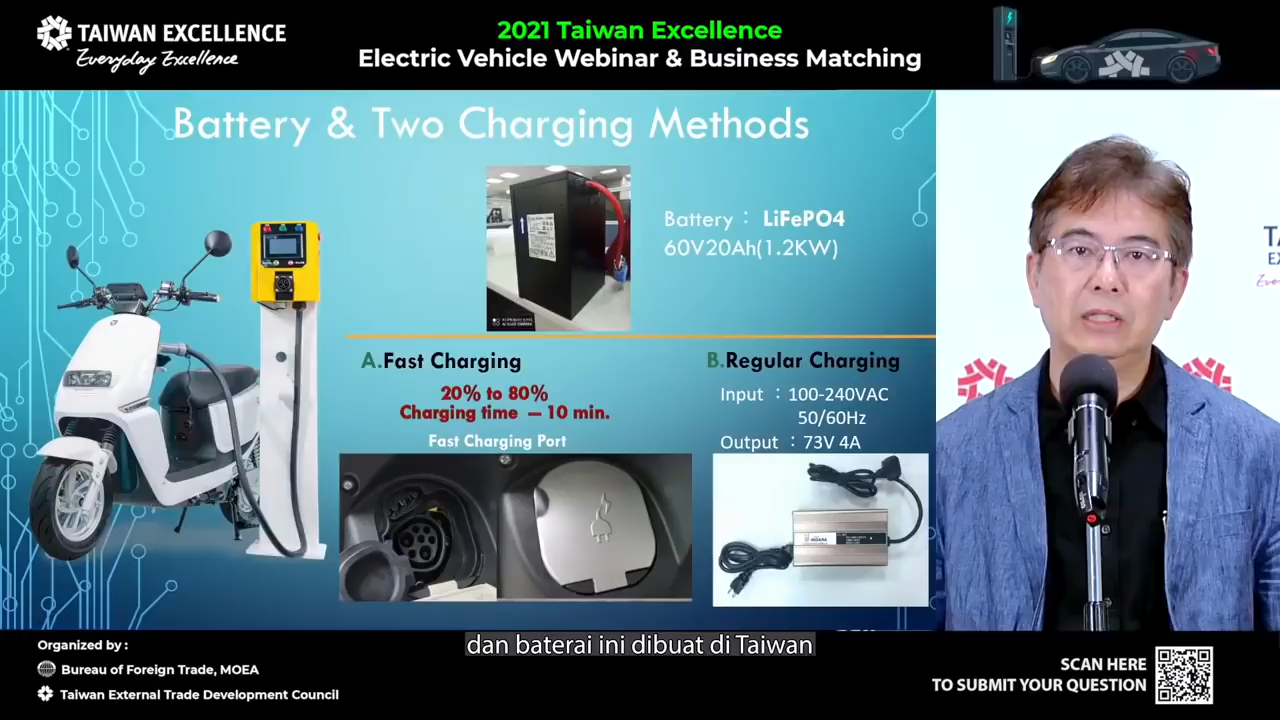 TAIWAN EXCELLENCE
Everyday Excellence
2021 Taiwan Excellence
Electric Vehicle Webinar & Business Matching
Battery & Two Charging Methods
Battery : LiFePO4
60V20Ah(1.2KW)
A.Fast Charging
20% to 80%
Charging time – 10 min.
Fast Charging Port
B.Regular Charging
Input : 100-240VAC
50/60Hz
Output : 73V 4A
dan baterai ini dibuat di Taiwan
Organized by :
Bureau of Foreign Trade, MOEA
Taiwan External Trade Development Council
SCAN HERE
TO SUBMIT YOUR QUESTION